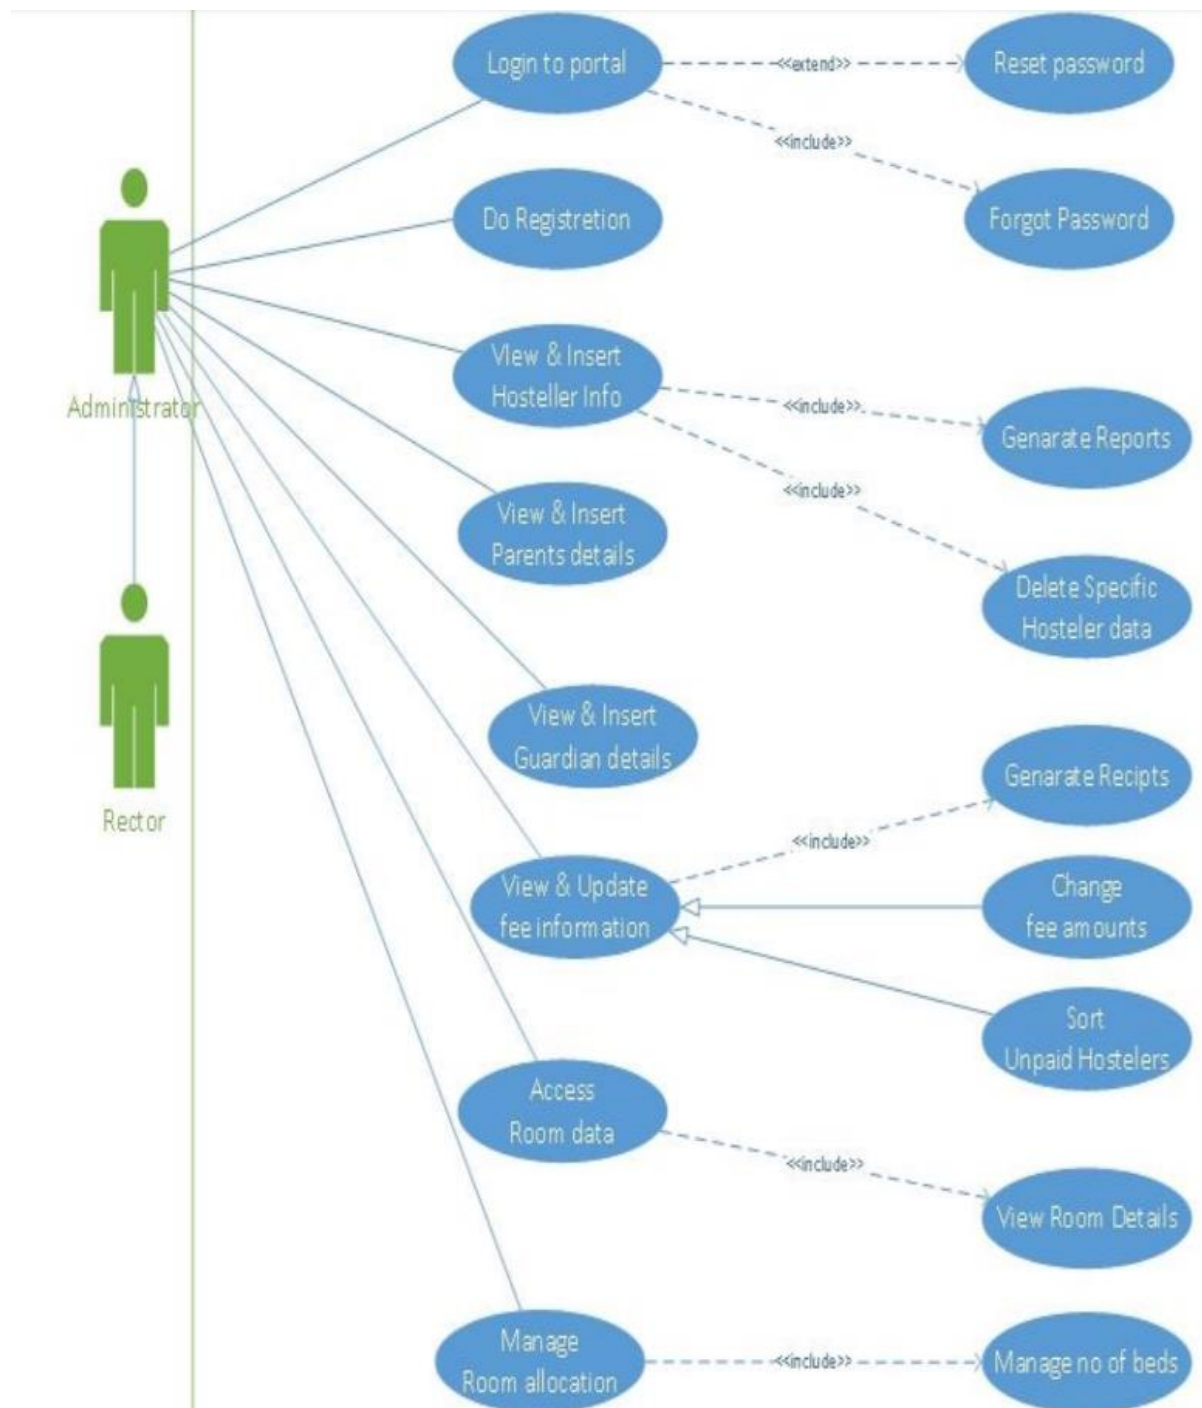 Login to portal
<<extend>>
Reset password
<<include>>
Forgot Password
Do Registretion
Administrator
View & Insert
Hosteller Info
<<include>>
Genarate Reports
<<include>>
View & Insert
Parents details
Delete Specific
Hosteler data
Rector
View & Insert
Guardian details
Genarate Recipts
<<include>>
View & Update
fee information
Change
fee amounts
Sort
Unpaid Hostelers
Access
Room data
<<include>>
View Room Details
Manage
Room allocation
<<include>>
Manage no of beds